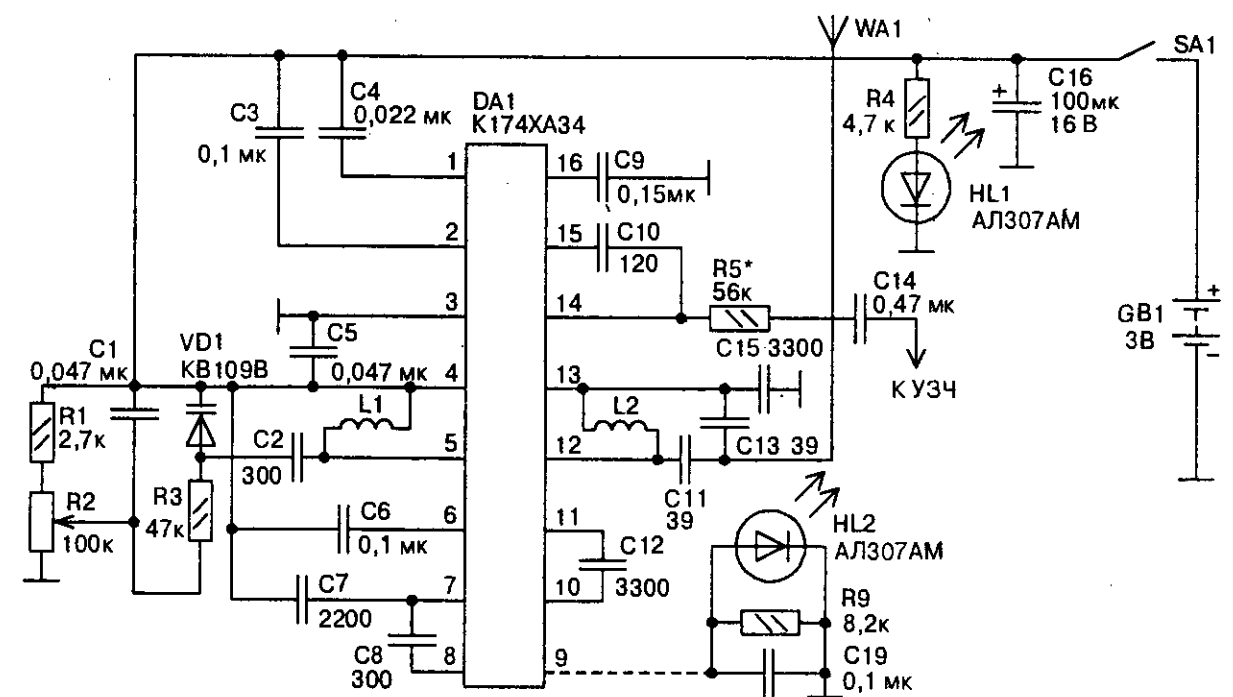 WA1
SA1
C3
0,1 мк
C4
0,022 мк
DA1
К174ХА34
R4
4,7 к
C16
+
100мк
16 В
1
16
C9
0,15мк
HL1
АЛ307АМ
2
15
C10
120
R5*
56к
C14
0,47 мк
3
14
C5
0,047 мк
VD1
КВ109В
C1
0,047 мк
C15 3300
К УЗЧ
GB1
3В
+
−
4
13
L1
L2
R1
2,7к
C2
300
5
12
C13 39
C11
39
R2
100к
R3
47к
C6
0,1 мк
6
11
HL2
АЛ307АМ
C12
3300
C7
2200
7
10
R9
8,2к
C8
300
8
9
C19
0,1 мк